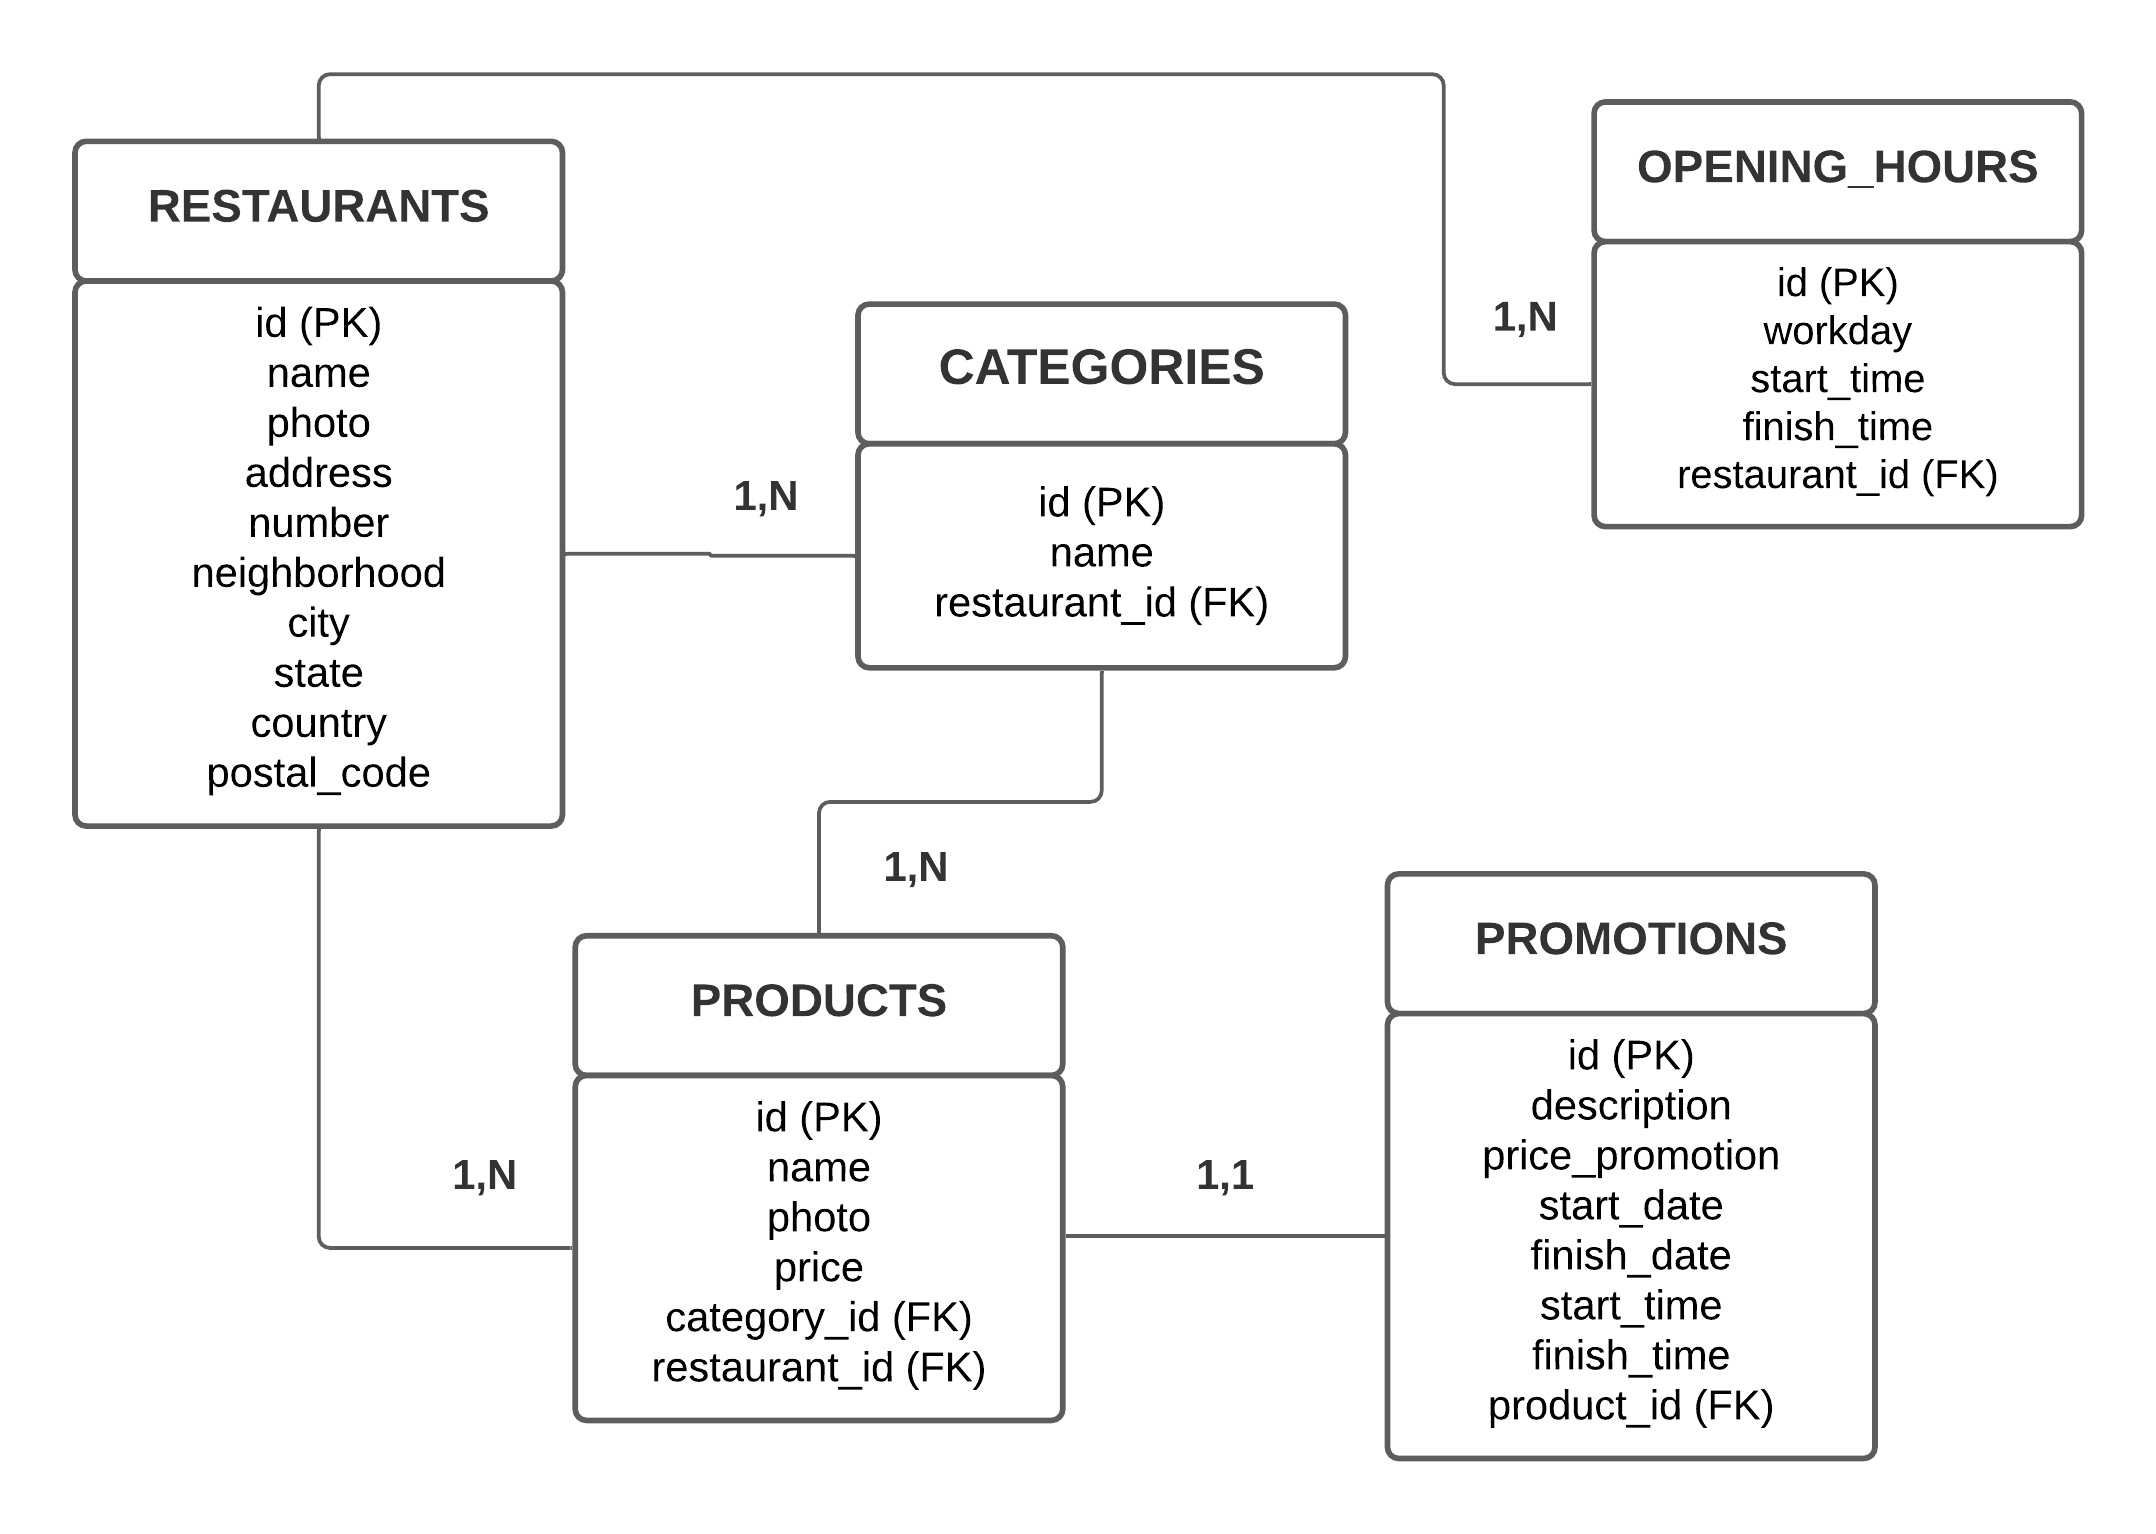 RESTAURANTS
id (PK)
name
photo
address
number
neighborhood
city
state
country
postal_code
1,N
CATEGORIES
id (PK)
name
restaurant_id (FK)
1,N
OPENING_HOURS
id (PK)
workday
start_time
finish_time
restaurant_id (FK)
1,N
1,N
PRODUCTS
id (PK)
name
photo
price
category_id (FK)
restaurant_id (FK)
1,1
PROMOTIONS
id (PK)
description
price_promotion
start_date
finish_date
start_time
finish_time
product_id (FK)